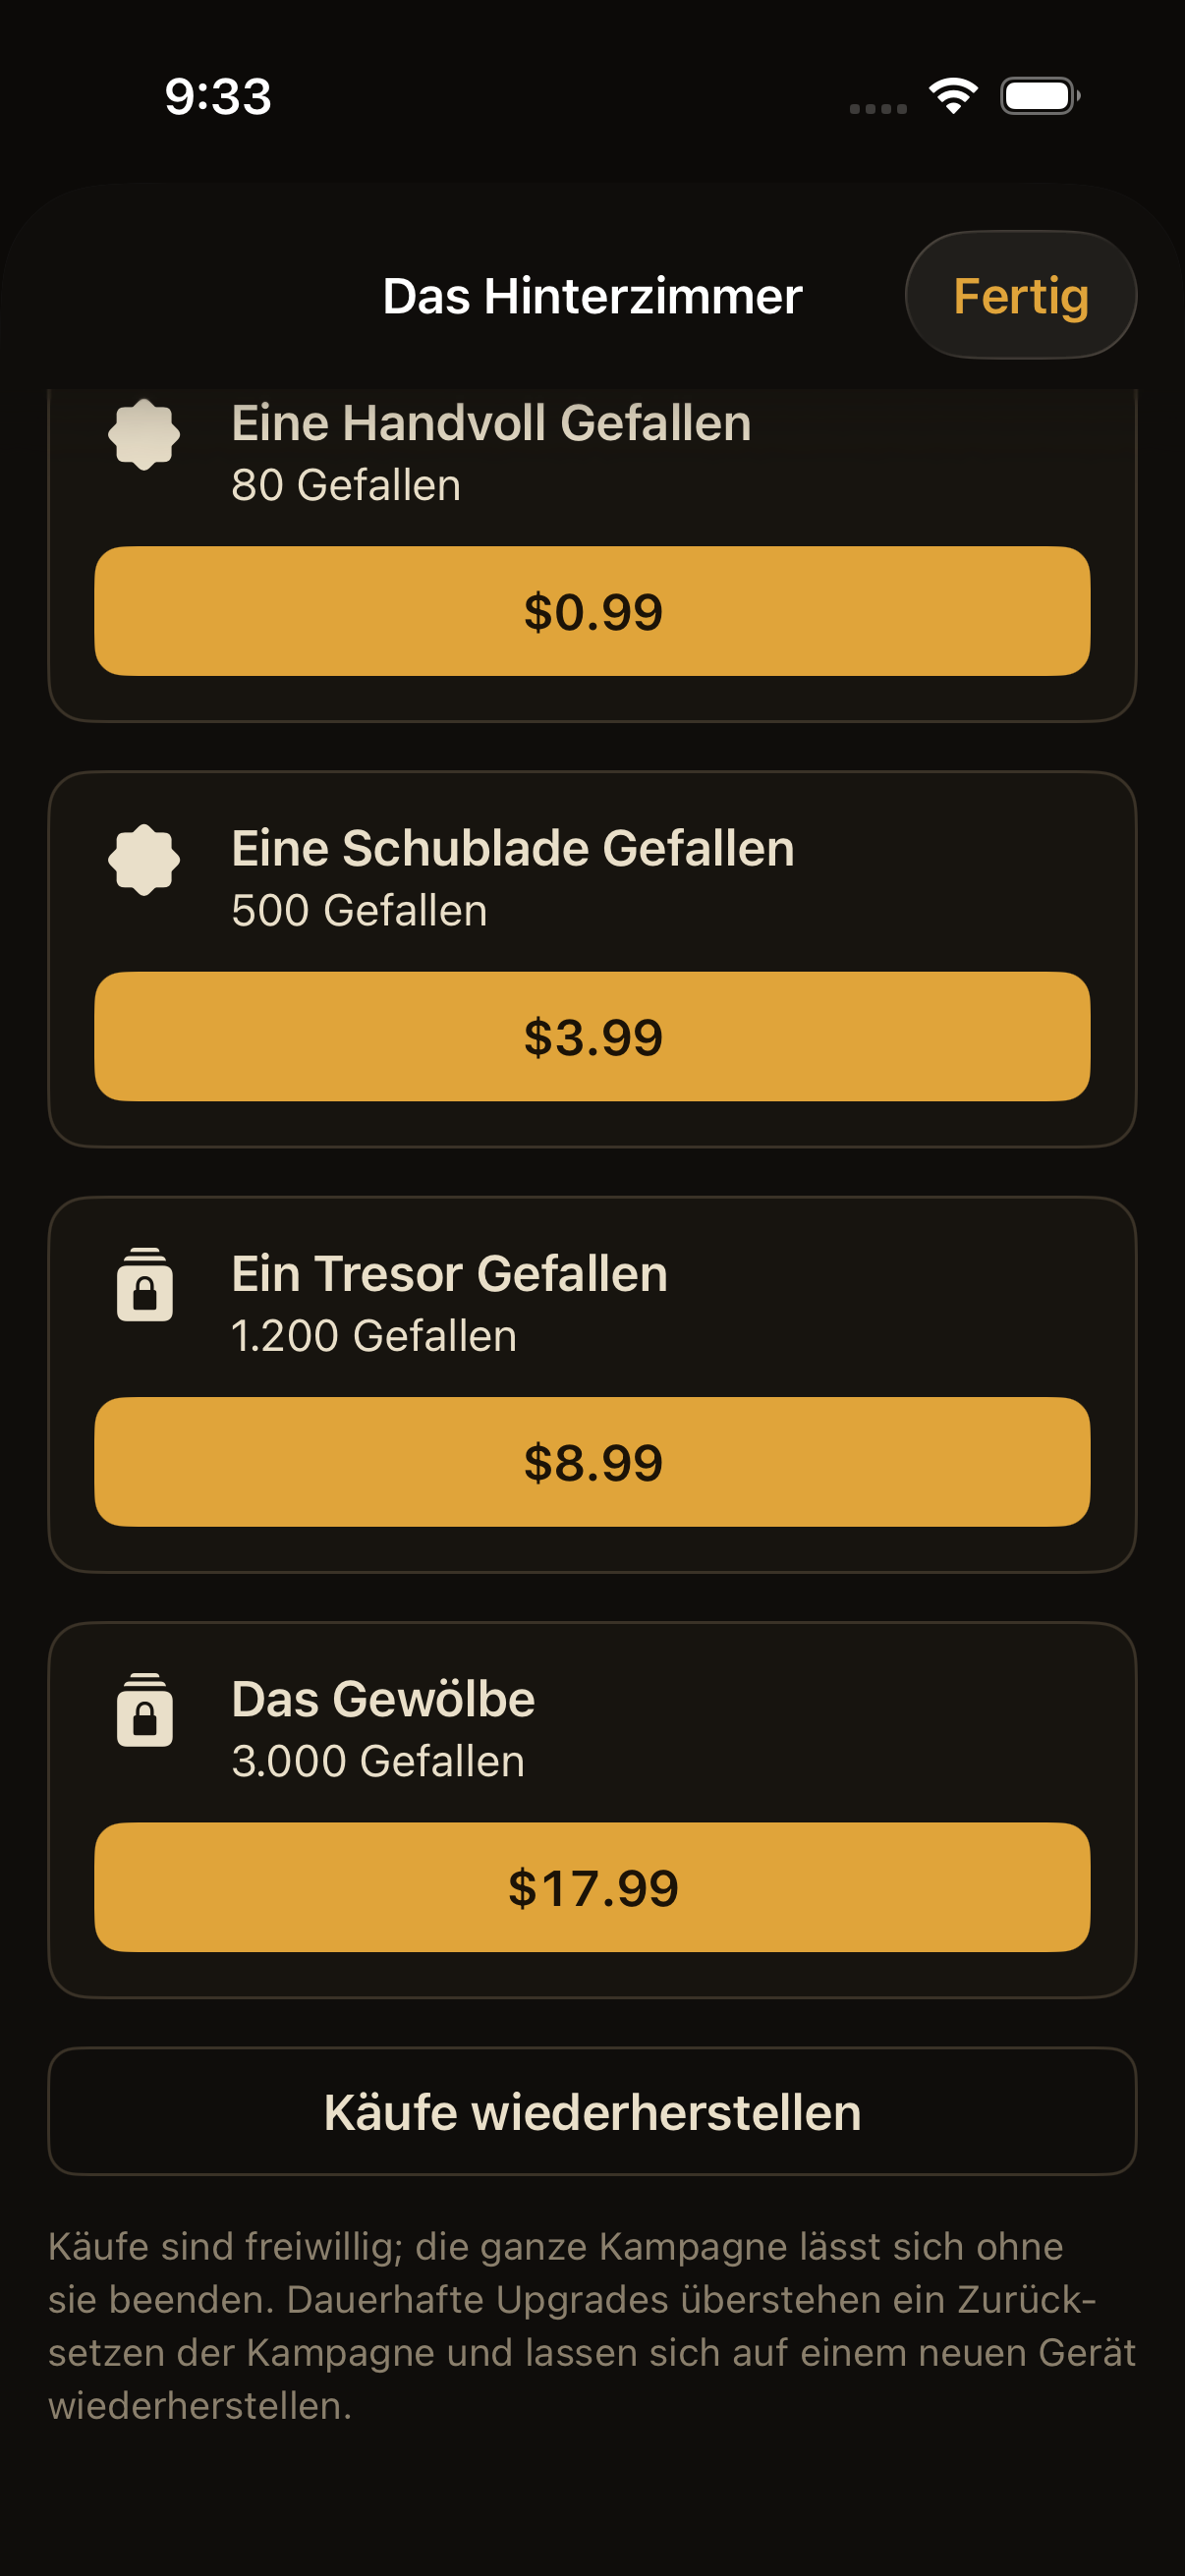 9:33
Das Hinterzimmer
Fertig
Eine Handvoll Gefallen
80 Gefallen
$0.99
Eine Schublade Gefallen
500 Gefallen
$3.99
Ein Tresor Gefallen
1.200 Gefallen
$8.99
Das Gewölbe
3.000 Gefallen
$17.99
Käufe wiederherstellen
Käufe sind freiwillig; die ganze Kampagne lässt sich ohne
sie beenden. Dauerhafte Upgrades überstehen ein Zurück-
setzen der Kampagne und lassen sich auf einem neuen Gerät
wiederherstellen.